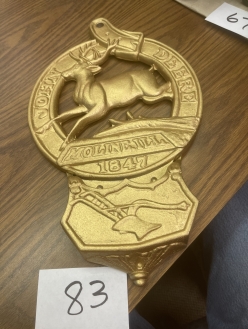 JOHN DEERE
MOLINE, ILL
1847
83
67